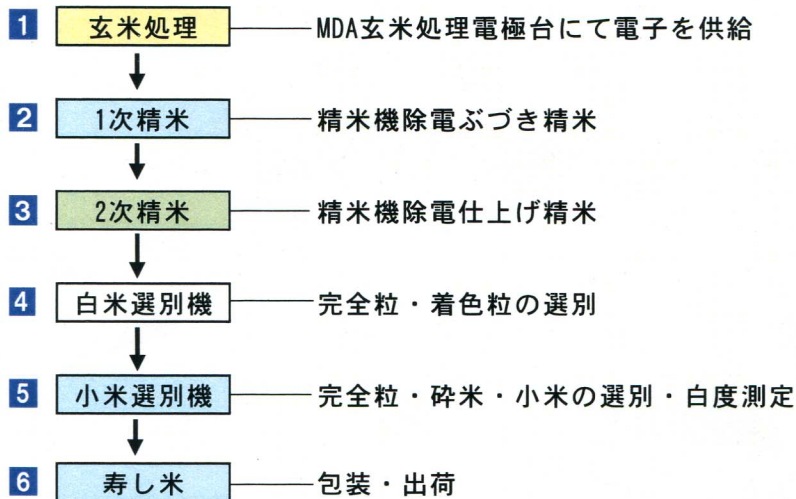 1 玄米処理 MDA玄米処理電極台にて電子を供給
2 1次精米 精米機除電ぶづき精米
3 2次精米 精米機除電仕上げ精米
4 白米選別機 完全粒・着色粒の選別
5 小米選別機 完全粒・砕米・小米の選別・白度測定
6 寿し米 包装・出荷